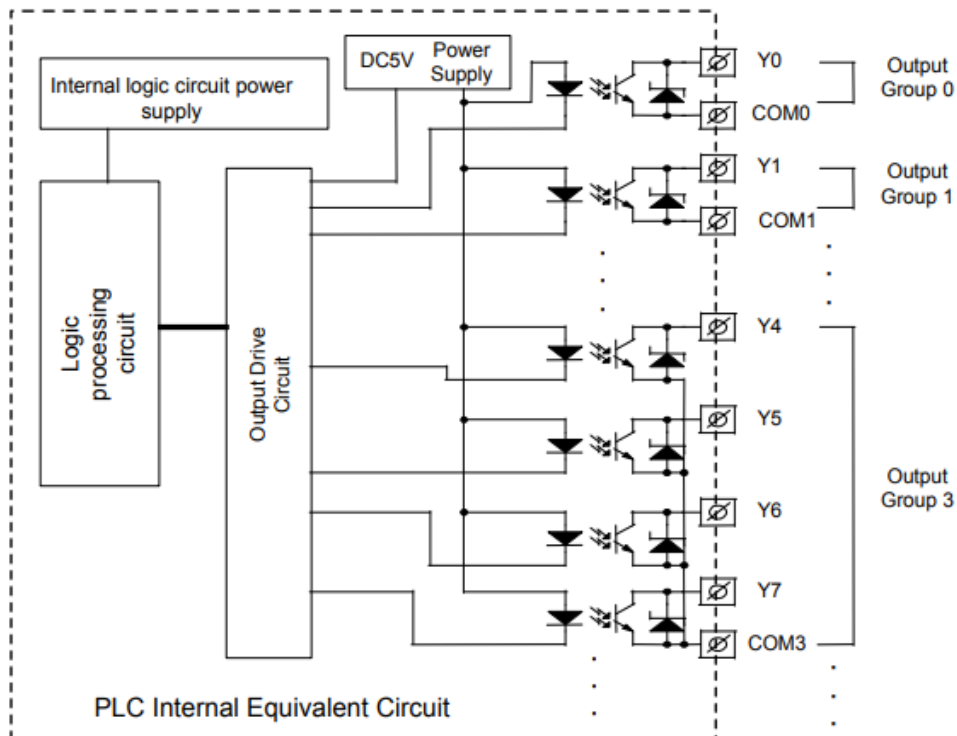 DC5V
Power
Supply
Internal logic circuit power
supply
Logic
processing
circuit
Output Drive
Circuit
Y0
COM0
Output
Group 0
Y1
COM1
Output
Group 1
Y4
Y5
Y6
Y7
COM3
Output
Group 3
PLC Internal Equivalent Circuit